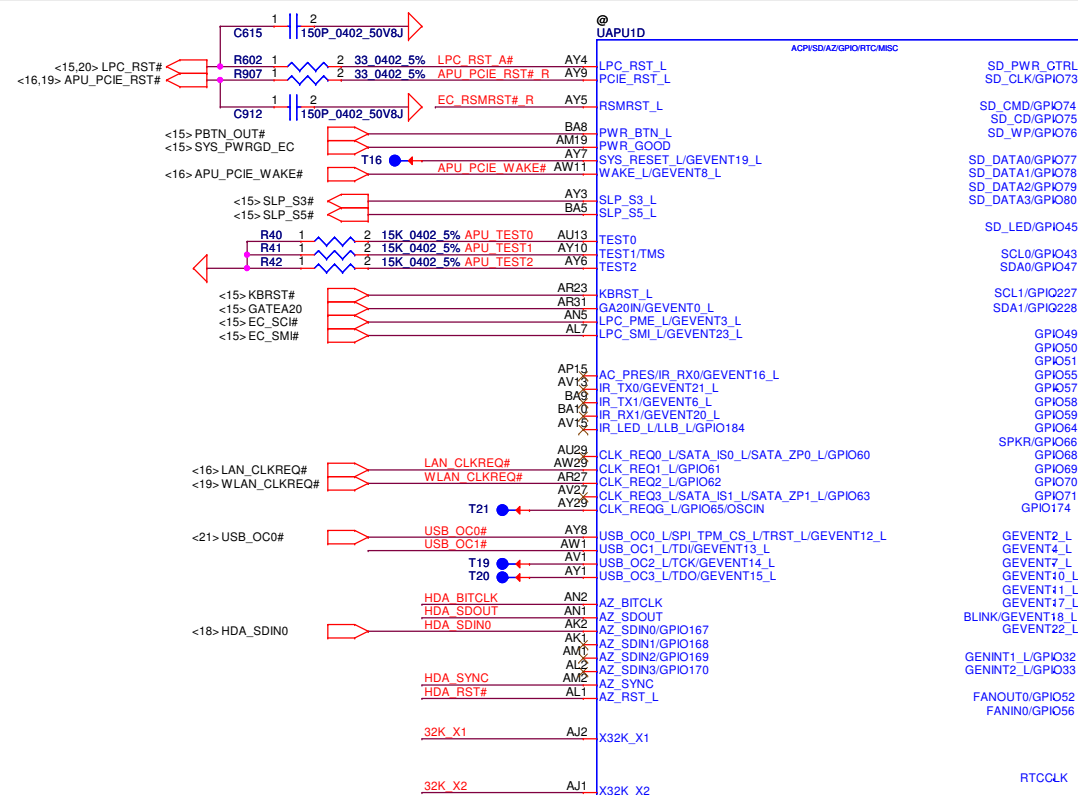 @
UAPU1D
ACPI/SD/AZ/GPIO/RTC/MISC
1 2
C615 150P_0402_50V8J
<15,20> LPC_RST# R602 1 2 33_0402_5% LPC_RST_A# AY4 LPC_RST_L SD_PWR_CTRL
<16,19> APU_PCIE_RST# R907 1 2 33_0402_5% APU_PCIE_RST#_R AY9 PCIE_RST_L SD_CLK/GPIO73
1 2 EC_RSMRST#_R AY5 RSMRST_L SD_CMD/GPIO74
C912 150P_0402_50V8J
SD_CD/GPIO75
<15> PBTN_OUT# BA8 PWR_BTN_L SD_WP/GPIO76
<15> SYS_PWRGD_EC AM19 PWR_GOOD
T16 AY7 SYS_RESET_L/GEVENT19_L SD_DATA0/GPIO77
<16> APU_PCIE_WAKE# APU_PCIE_WAKE# AW11 WAKE_L/GEVENT8_L SD_DATA1/GPIO78
SD_DATA2/GPIO79
<15> SLP_S3# AY3 SLP_S3_L SD_DATA3/GPIO80
<15> SLP_S5# BA5 SLP_S5_L
SD_LED/GPIO45
R40 1 2 15K_0402_5% APU_TEST0 AU13 TEST0
R41 1 2 15K_0402_5% APU_TEST1 AY10 TEST1/TMS SCL0/GPIO43
R42 1 2 15K_0402_5% APU_TEST2 AY6 TEST2 SDA0/GPIO47
<15> KBRST# AR23 KBRST_L SCL1/GPIO227
<15> GATEA20 AR31 GA20IN/GEVENT0_L SDA1/GPIO228
<15> EC_SCI# AN5 LPC_PME_L/GEVENT3_L
<15> EC_SMI# AL7 LPC_SMI_L/GEVENT23_L GPIO49
GPIO50
GPIO51
AP15 AC_PRES/IR_RX0/GEVENT16_L GPIO55
AV13 IR_TX0/GEVENT21_L GPIO57
BA9 IR_TX1/GEVENT6_L GPIO58
BA10 IR_RX1/GEVENT20_L GPIO59
AV15 IR_LED_L/LLB_L/GPIO184 GPIO64
SPKR/GPIO66
AU29 CLK_REQ0_L/SATA_IS0_L/SATA_ZP0_L/GPIO60 GPIO68
<16> LAN_CLKREQ# LAN_CLKREQ# AW29 CLK_REQ1_L/GPIO61 GPIO69
<19> WLAN_CLKREQ# WLAN_CLKREQ# AR27 CLK_REQ2_L/GPIO62 GPIO70
AV27 CLK_REQ3_L/SATA_IS1_L/SATA_ZP1_L/GPIO63 GPIO71
T21 AY29 CLK_REQG_L/GPIO65/OSCIN GPIO174
<21> USB_OC0# USB_OC0# AY8 USB_OC0_L/SPI_TPM_CS_L/TRST_L/GEVENT12_L GEVENT2_L
USB_OC1# AW1 USB_OC1_L/TDI/GEVENT13_L GEVENT4_L
T19 AV1 USB_OC2_L/TCK/GEVENT14_L GEVENT7_L
T20 AY1 USB_OC3_L/TDO/GEVENT15_L GEVENT10_L
GEVENT11_L
HDA_BITCLK AN2 AZ_BITCLK GEVENT17_L
HDA_SDOUT AN1 AZ_SDOUT BLINK/GEVENT18_L
<18> HDA_SDIN0 HDA_SDIN0 AK2 AZ_SDIN0/GPIO167 GEVENT22_L
AK1 AZ_SDIN1/GPIO168
AM1 AZ_SDIN2/GPIO169 GENINT1_L/GPIO32
AL2 AZ_SDIN3/GPIO170 GENINT2_L/GPIO33
HDA_SYNC AM2 AZ_SYNC
HDA_RST# AL1 AZ_RST_L FANOUT0/GPIO52
FANIN0/GPIO56
32K_X1 AJ2 X32K_X1
RTCCLK
32K_X2 AJ1 X32K_X2